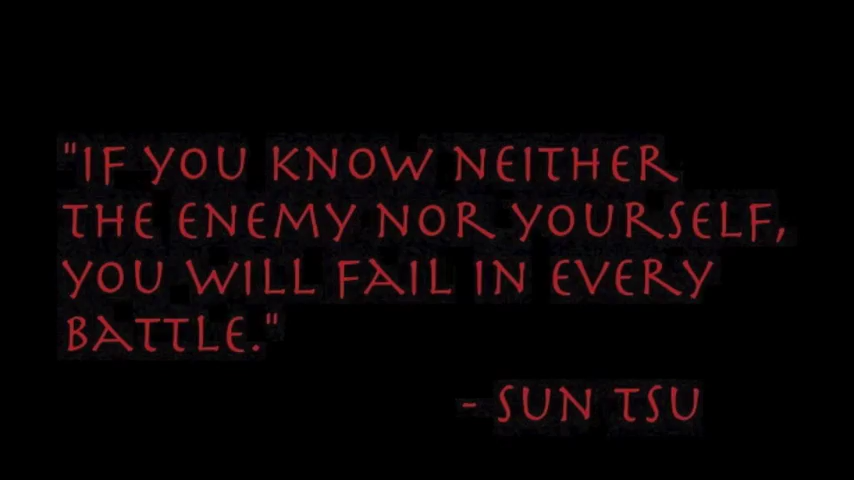 "IF YOU KNOW NEITHER
THE ENEMY NOR YOURSELF,
YOU WILL FAIL IN EVERY
BATTLE."
- SUN TSU